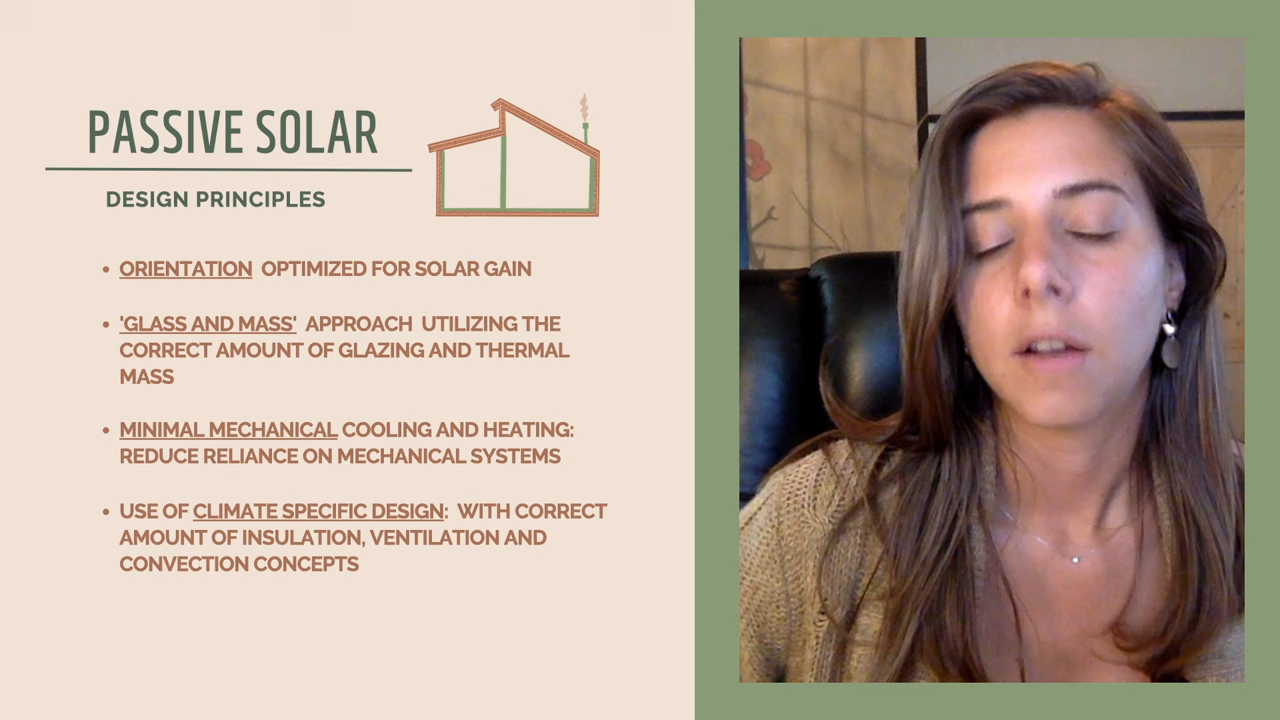 PASSIVE SOLAR
DESIGN PRINCIPLES
• ORIENTATION OPTIMIZED FOR SOLAR GAIN
• 'GLASS AND MASS' APPROACH UTILIZING THE
CORRECT AMOUNT OF GLAZING AND THERMAL
MASS
• MINIMAL MECHANICAL COOLING AND HEATING:
REDUCE RELIANCE ON MECHANICAL SYSTEMS
• USE OF CLIMATE SPECIFIC DESIGN: WITH CORRECT
AMOUNT OF INSULATION, VENTILATION AND
CONVECTION CONCEPTS